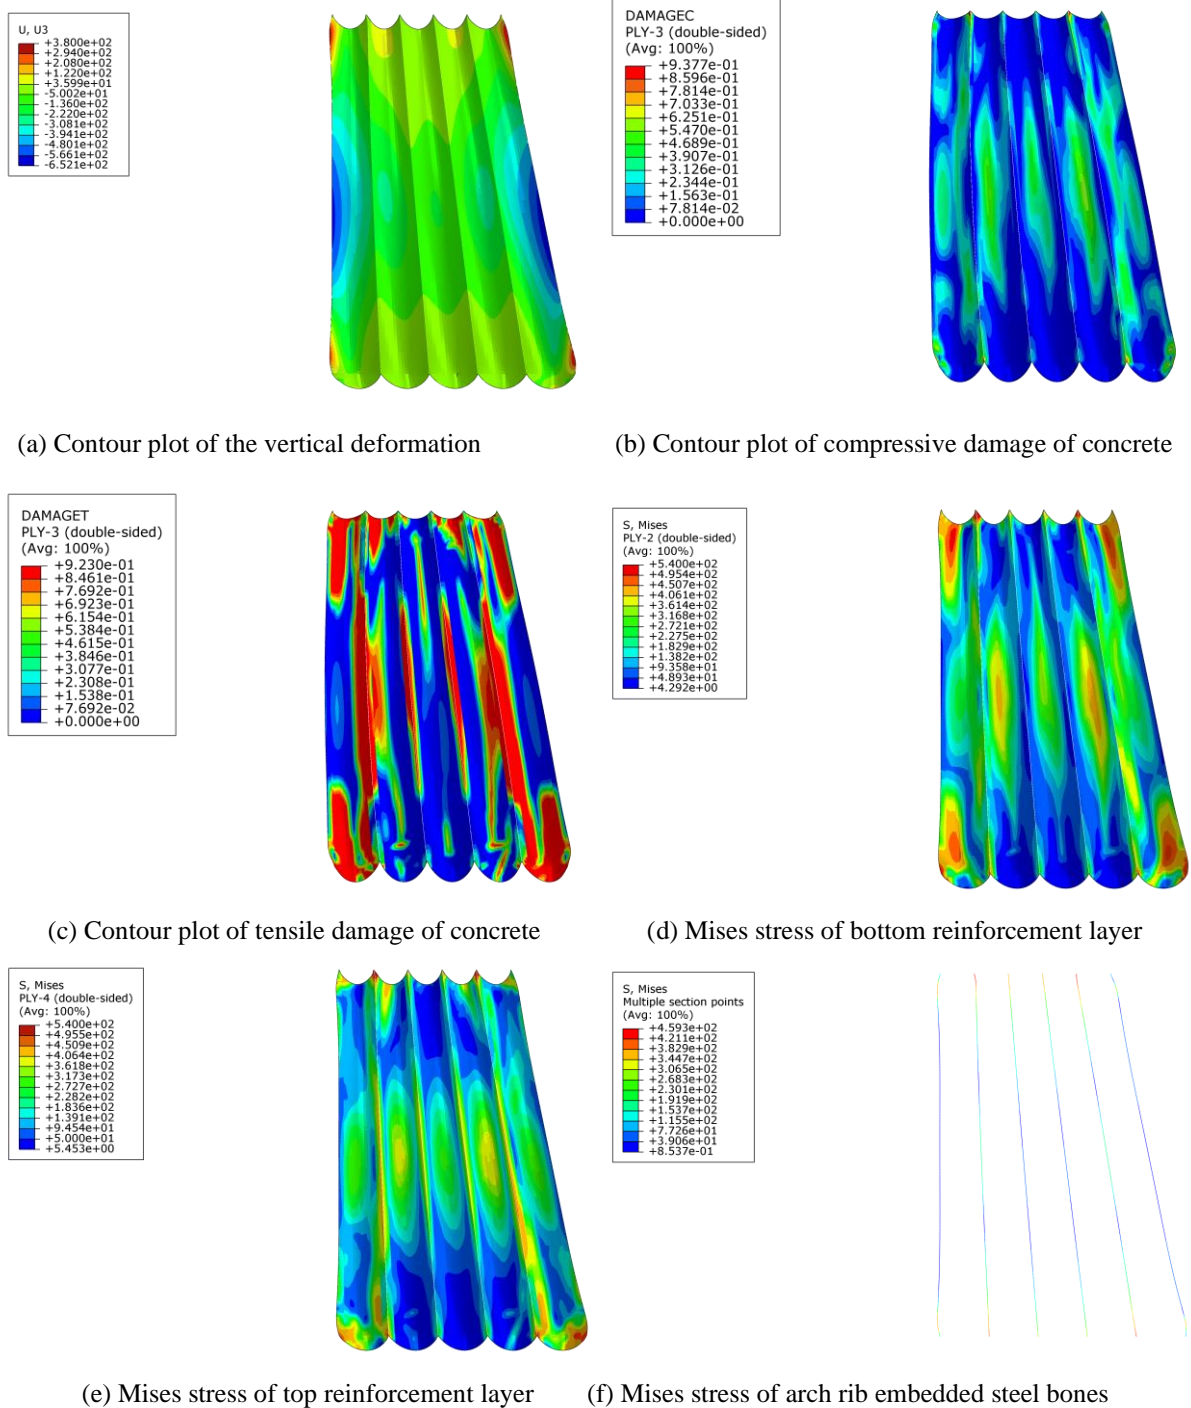 U, U3
+3.800e+02
+2.940e+02
+2.080e+02
+1.220e+02
+3.599e+01
-5.002e+01
-1.360e+02
-2.220e+02
-3.081e+02
-3.941e+02
-4.801e+02
-5.661e+02
-6.521e+02
DAMAGEC
PLY-3 (double-sided)
(Avg: 100%)
+9.377e-01
+8.596e-01
+7.814e-01
+7.033e-01
+6.251e-01
+5.470e-01
+4.689e-01
+3.907e-01
+3.126e-01
+2.344e-01
+1.563e-01
+7.814e-02
+0.000e+00
(a) Contour plot of the vertical deformation
(b) Contour plot of compressive damage of concrete
DAMAGET
PLY-3 (double-sided)
(Avg: 100%)
+9.230e-01
+8.461e-01
+7.692e-01
+6.923e-01
+6.154e-01
+5.384e-01
+4.615e-01
+3.846e-01
+3.077e-01
+2.308e-01
+1.538e-01
+7.692e-02
+0.000e+00
S, Mises
PLY-2 (double-sided)
(Avg: 100%)
+5.400e+02
+4.954e+02
+4.507e+02
+4.061e+02
+3.614e+02
+3.168e+02
+2.721e+02
+2.275e+02
+1.829e+02
+1.382e+02
+9.358e+01
+4.893e+01
+4.292e+00
(c) Contour plot of tensile damage of concrete
(d) Mises stress of bottom reinforcement layer
S, Mises
PLY-4 (double-sided)
(Avg: 100%)
+5.400e+02
+4.955e+02
+4.509e+02
+4.064e+02
+3.618e+02
+3.173e+02
+2.727e+02
+2.282e+02
+1.836e+02
+1.391e+02
+9.454e+01
+5.000e+01
+5.453e+00
S, Mises
Multiple section points
(Avg: 100%)
+4.593e+02
+4.211e+02
+3.829e+02
+3.447e+02
+3.065e+02
+2.683e+02
+2.301e+02
+1.919e+02
+1.537e+02
+1.155e+02
+7.726e+01
+3.906e+01
+8.537e-01
(e) Mises stress of top reinforcement layer
(f) Mises stress of arch rib embedded steel bones